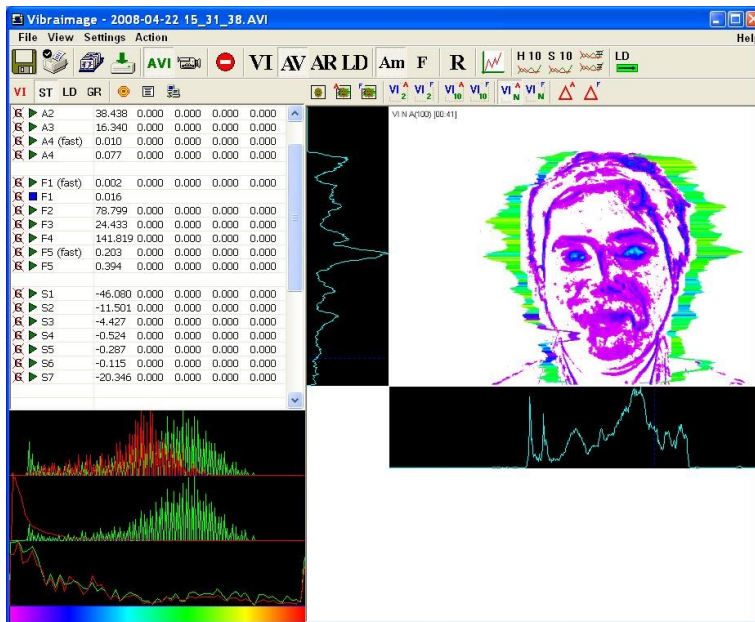 Vibraimage - 2008-04-22 15_31_38.AVI
File View Settings Action Help
AVI VI AV AR LD Am F R H 10 S 10 LD
VI ST LD GR VI 2 A VI 2 F VI 10 A VI 10 F VI N A VI N F A F
A2 38.438 0.000 0.000 0.000 0.000
A3 16.340 0.000 0.000 0.000 0.000
A4 (fast) 0.010 0.000 0.000 0.000 0.000
A4 0.077 0.000 0.000 0.000 0.000
F1 (fast) 0.002 0.000 0.000 0.000 0.000
F1 0.016
F2 78.799 0.000 0.000 0.000 0.000
F3 24.433 0.000 0.000 0.000 0.000
F4 141.819 0.000 0.000 0.000 0.000
F5 (fast) 0.203 0.000 0.000 0.000 0.000
F5 0.394 0.000 0.000 0.000 0.000
S1 -46.080 0.000 0.000 0.000 0.000
S2 -11.501 0.000 0.000 0.000 0.000
S3 -4.427 0.000 0.000 0.000 0.000
S4 -0.524 0.000 0.000 0.000 0.000
S5 -0.287 0.000 0.000 0.000 0.000
S6 -0.115 0.000 0.000 0.000 0.000
S7 -20.346 0.000 0.000 0.000 0.000
VI N A(100) [00:41]